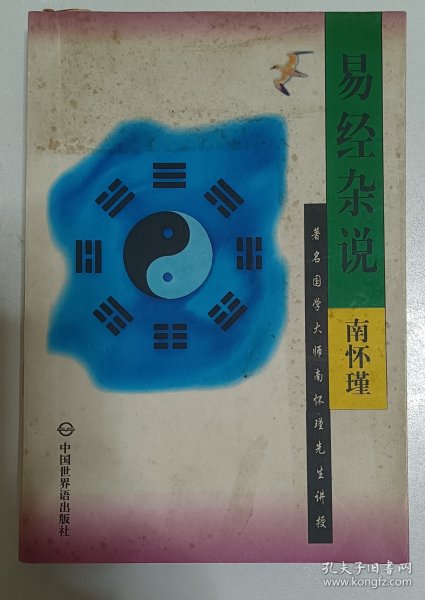 易经杂说
南怀瑾
著名国学大师南怀瑾先生讲授
中国世界语出版社
孔夫子旧书网
www.kongfz.com